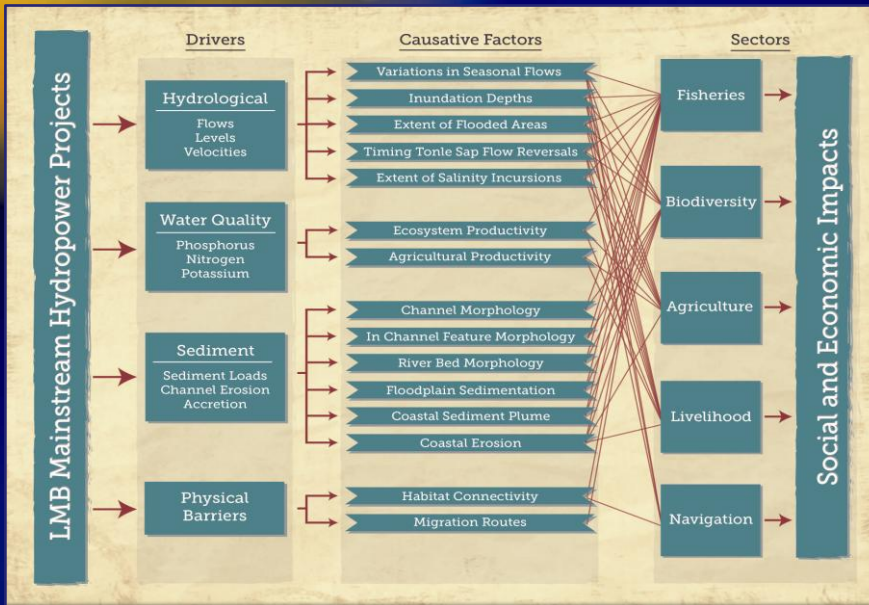 LMB Mainstream Hydropower Projects
Drivers
Hydrological
Flows
Levels
Velocities
Water Quality
Phosphorus
Nitrogen
Potassium
Sediment
Sediment Loads
Channel Erosion
Accretion
Physical
Barriers
Causative Factors
Variations in Seasonal Flows
Inundation Depths
Extent of Flooded Areas
Timing Tonle Sap Flow Reversals
Extent of Salinity Incursions
Ecosystem Productivity
Agricultural Productivity
Channel Morphology
In Channel Feature Morphology
River Bed Morphology
Floodplain Sedimentation
Coastal Sediment Plume
Coastal Erosion
Habitat Connectivity
Migration Routes
Sectors
Fisheries
Biodiversity
Agriculture
Livelihood
Navigation
Social and Economic Impacts